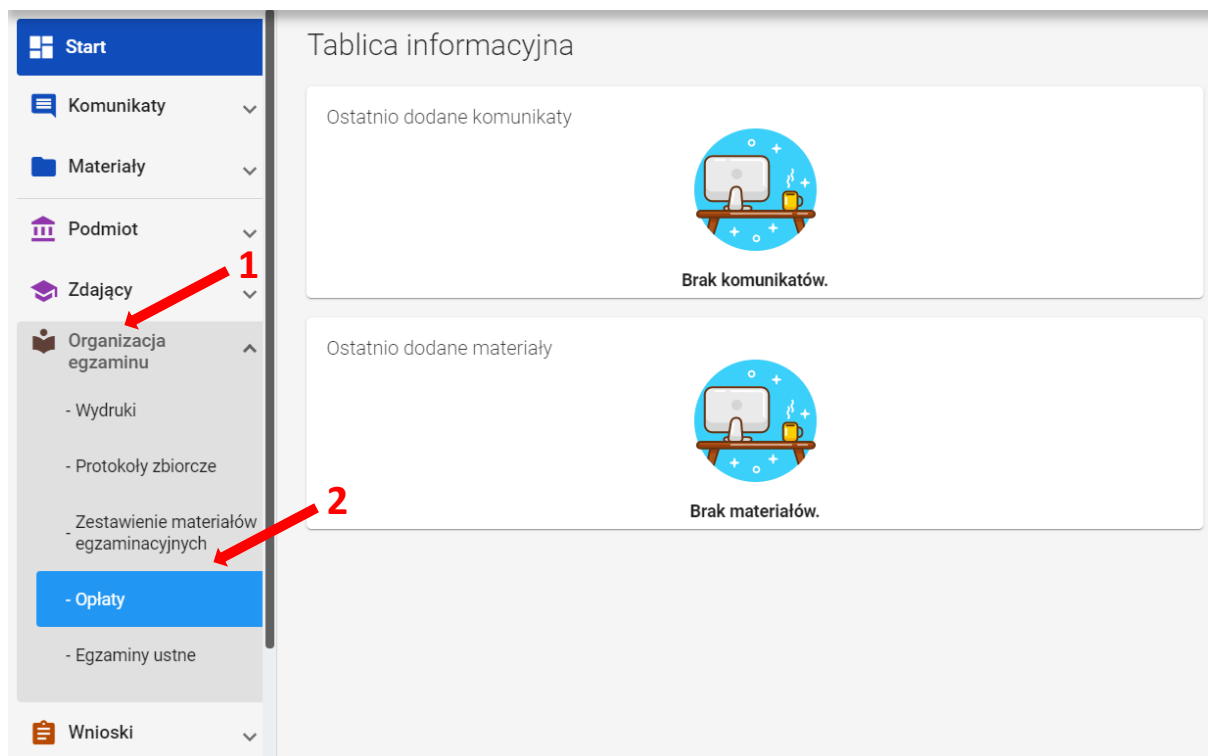 Start
Komunikaty
Materiały
Podmiot
1
Zdający
Organizacja
egzaminu
- Wydruki
- Protokoły zbiorcze
- Zestawienie materiałów
egzaminacyjnych
2
- Opłaty
- Egzaminy ustne
Wnioski
Tablica informacyjna
Ostatnio dodane komunikaty
Brak komunikatów.
Ostatnio dodane materiały
Brak materiałów.